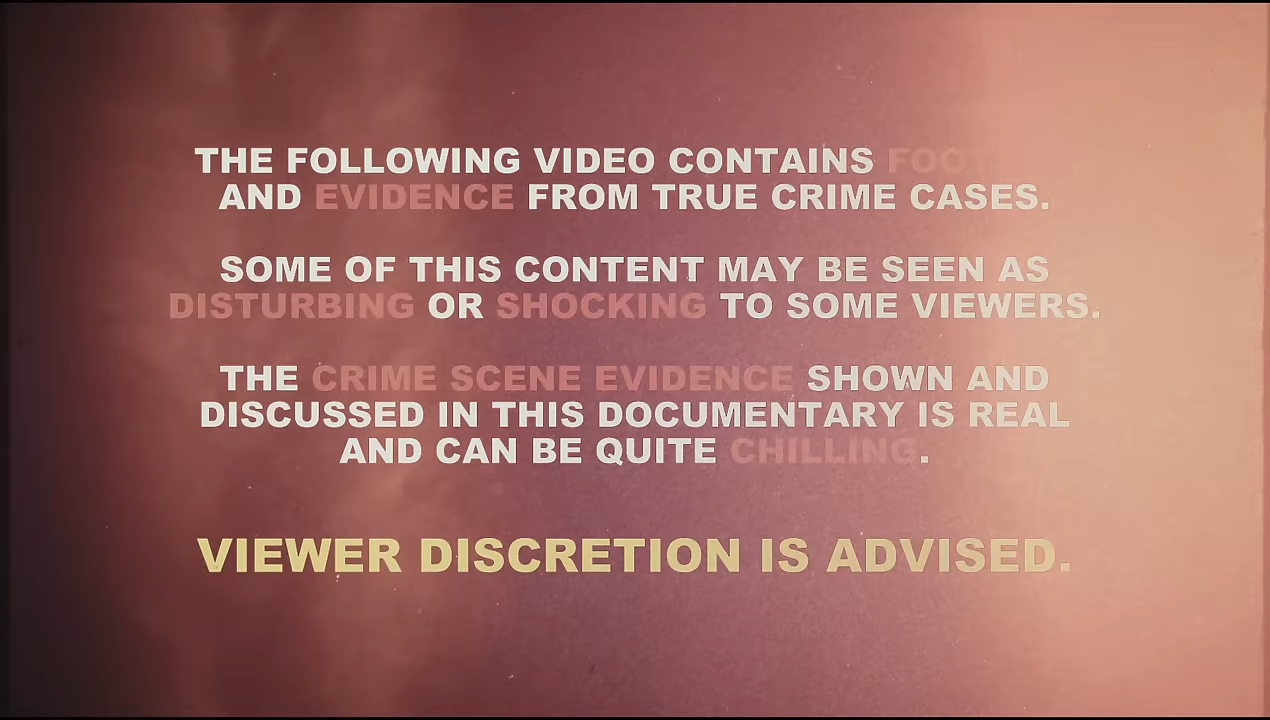 THE FOLLOWING VIDEO CONTAINS
AND EVIDENCE FROM TRUE CRIME CASES.
SOME OF THIS CONTENT MAY BE SEEN AS
DISTURBING OR SHOCKING TO SOME VIEWERS.
THE CRIME SCENE EVIDENCE SHOWN AND
DISCUSSED IN THIS DOCUMENTARY IS REAL
AND CAN BE QUITE CHILLING.
VIEWER DISCRETION IS ADVISED.